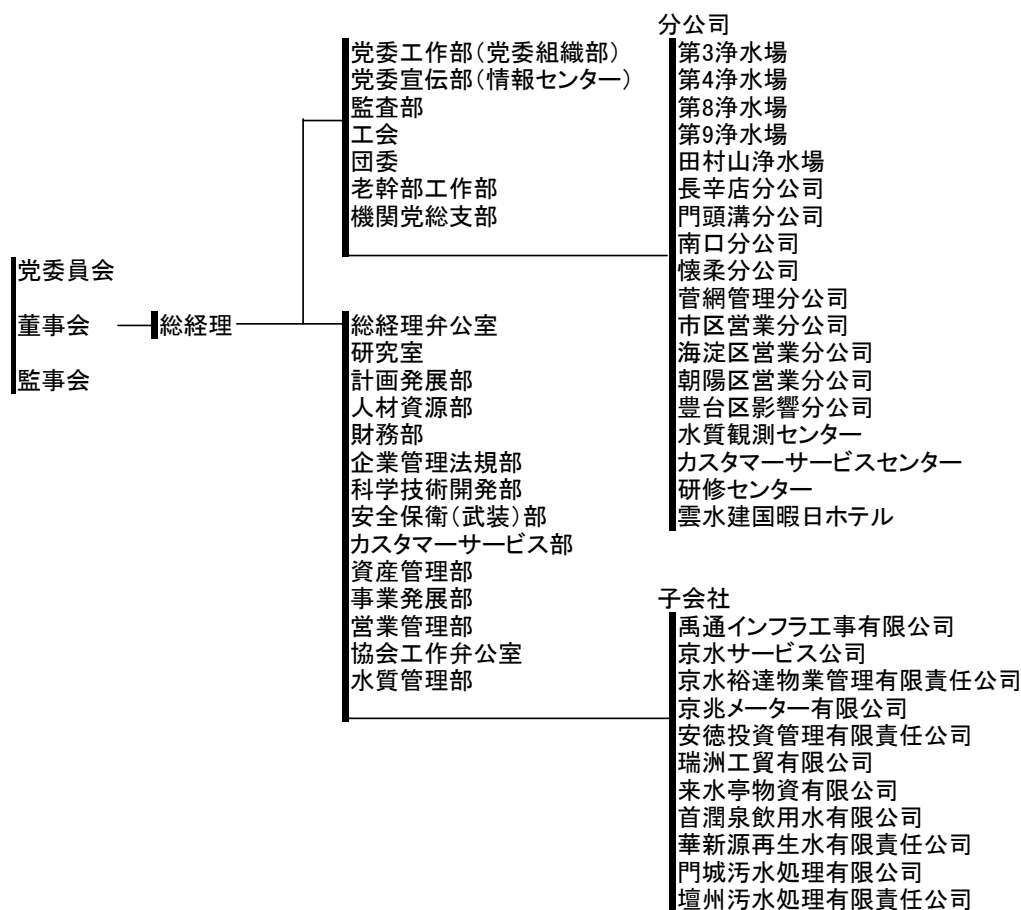 党委員会
董事会
監事会
総経理
党委工作部（党委組織部）
党委宣伝部（情報センター）
監査部
工会
団委
老幹部工作部
機関党総支部
総経理弁公室
研究室
計画発展部
人材資源部
財務部
企業管理法規部
科学技術開発部
安全保衛（武装）部
カスタマーサービス部
資産管理部
事業発展部
営業管理部
協会工作弁公室
水質管理部
分公司
第3浄水場
第4浄水場
第8浄水場
第9浄水場
田村山浄水場
長辛店分公司
門頭溝分公司
南口分公司
懐柔分公司
菅網管理分公司
市区営業分公司
海淀区営業分公司
朝陽区営業分公司
豊台区影響分公司
水質観測センター
カスタマーサービスセンター
研修センター
雲水建国暇日ホテル
子会社
禹通インフラ工事有限公司
京水サービス公司
京水裕達物業管理有限責任公司
京兆メーター有限公司
安徳投資管理有限責任公司
瑞洲工貿有限公司
来水亭物資有限公司
首潤泉飲用水有限公司
華新源再生水有限責任公司
門城汚水処理有限公司
壇州汚水処理有限責任公司